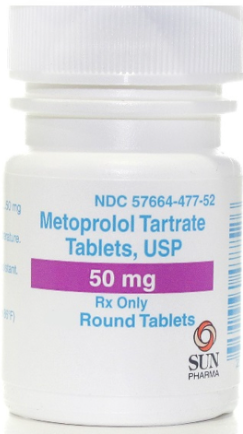 NDC 57664-477-52
Metoprolol Tartrate
Tablets, USP
50 mg
Rx Only
Round Tablets
SUN
PHARMA